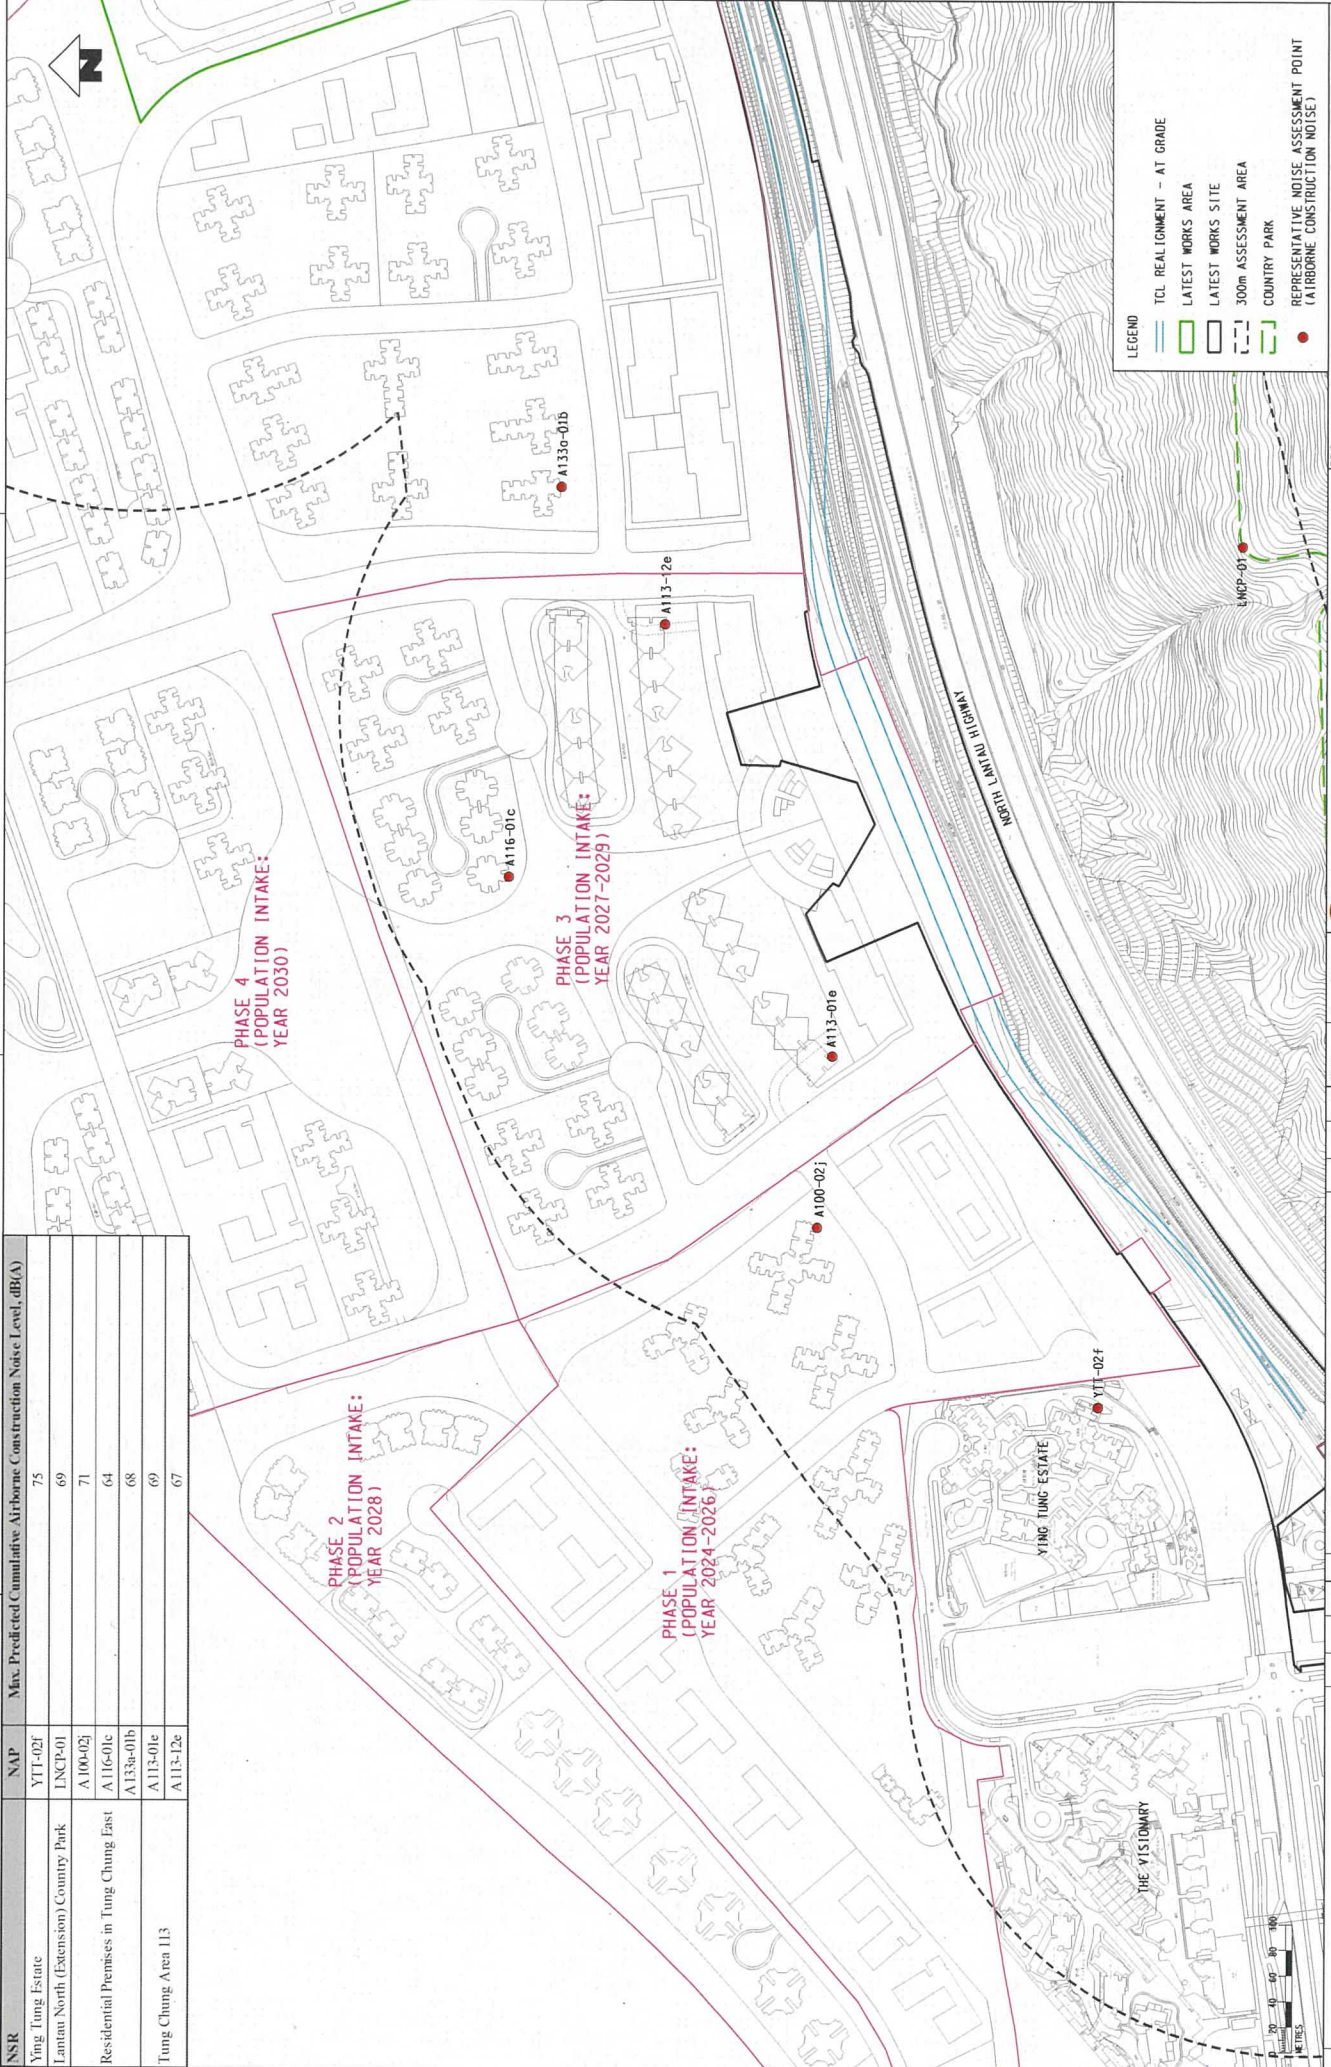 NSR NAP Max. Predicted Cumulative Airborne Construction Noise Level, dB(A)
Ying Tung Estate YTT-02f 75
Lantau North (Extension) Country Park LNCP-01 69
Residential Premises in Tung Chung East A100-02j 71
A116-01c 64
A133a-01b 68
Tung Chung Area 113 A113-01e 69
A113-12e 67
N
PHASE 4
(POPULATION INTAKE:
YEAR 2030)
PHASE 2
(POPULATION INTAKE:
YEAR 2028)
PHASE 3
(POPULATION INTAKE:
YEAR 2027-2029)
PHASE 1
(POPULATION INTAKE:
YEAR 2024-2026)
A133a-01b
A113-12e
A116-01c
A113-01e
A100-02j
YTT-02f
LNCP-01
YING TUNG ESTATE
THE VISIONARY
NORTH LANTAU HIGHWAY
0 20 40 60 80 100
METRES
LEGEND
TCL REALIGNMENT - AT GRADE
LATEST WORKS AREA
LATEST WORKS SITE
300m ASSESSMENT AREA
COUNTRY PARK
REPRESENTATIVE NOISE ASSESSMENT POINT
(AIRBORNE CONSTRUCTION NOISE)